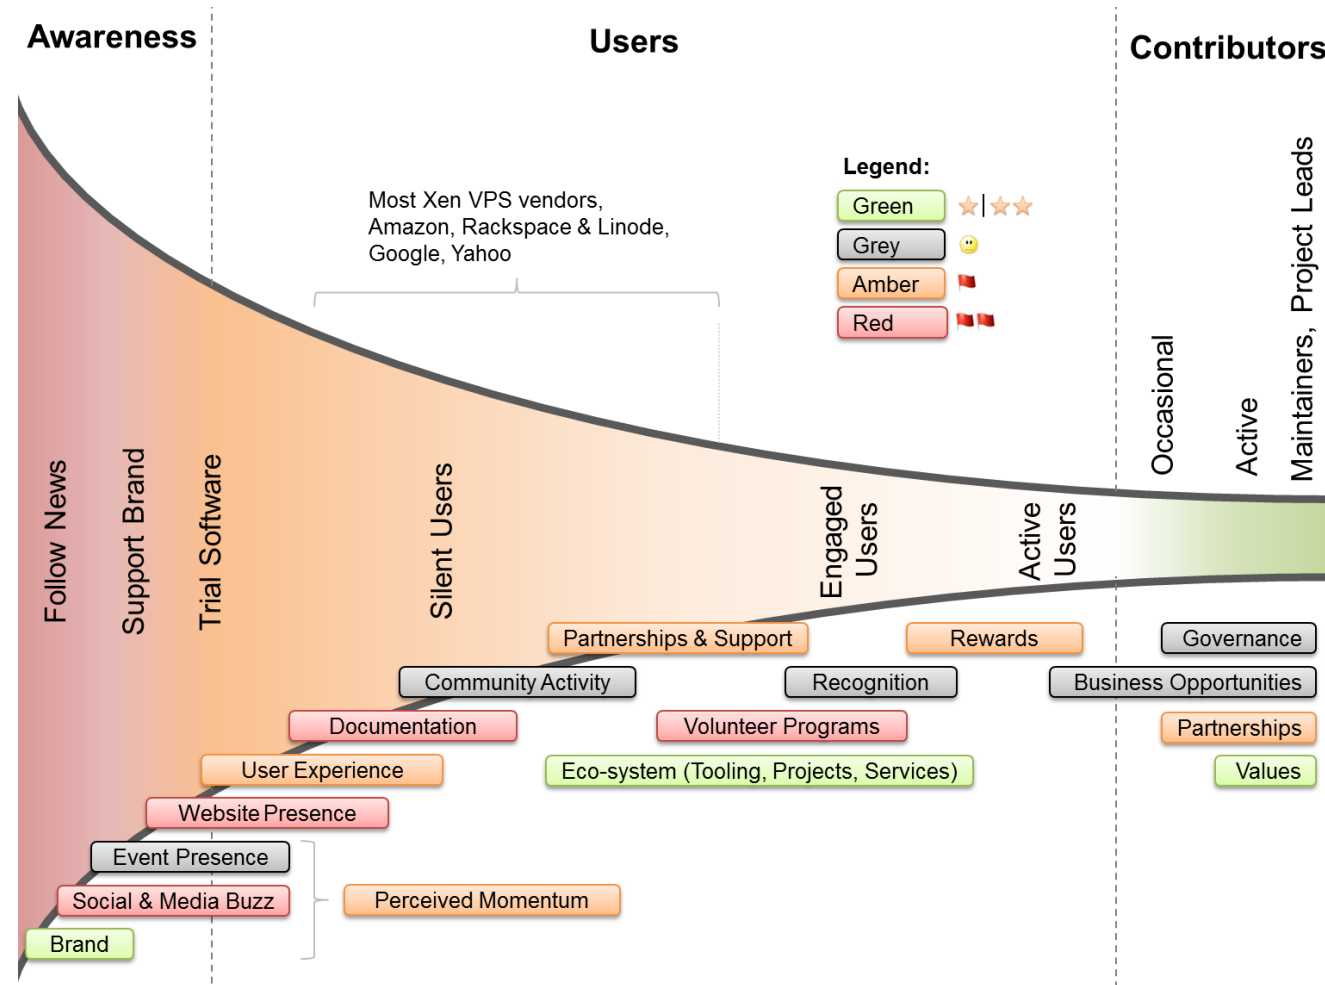 Awareness
Users
Contributors
Most Xen VPS vendors,
Amazon, Rackspace & Linode,
Google, Yahoo
Legend:
Green
Grey
Amber
Red
Follow News
Support Brand
Trial Software
Silent Users
Engaged
Users
Active
Users
Occasional
Active
Maintainers, Project Leads
Partnerships & Support
Rewards
Governance
Community Activity
Recognition
Business Opportunities
Documentation
Volunteer Programs
Partnerships
User Experience
Eco-system (Tooling, Projects, Services)
Values
Website Presence
Event Presence
Social & Media Buzz
Perceived Momentum
Brand